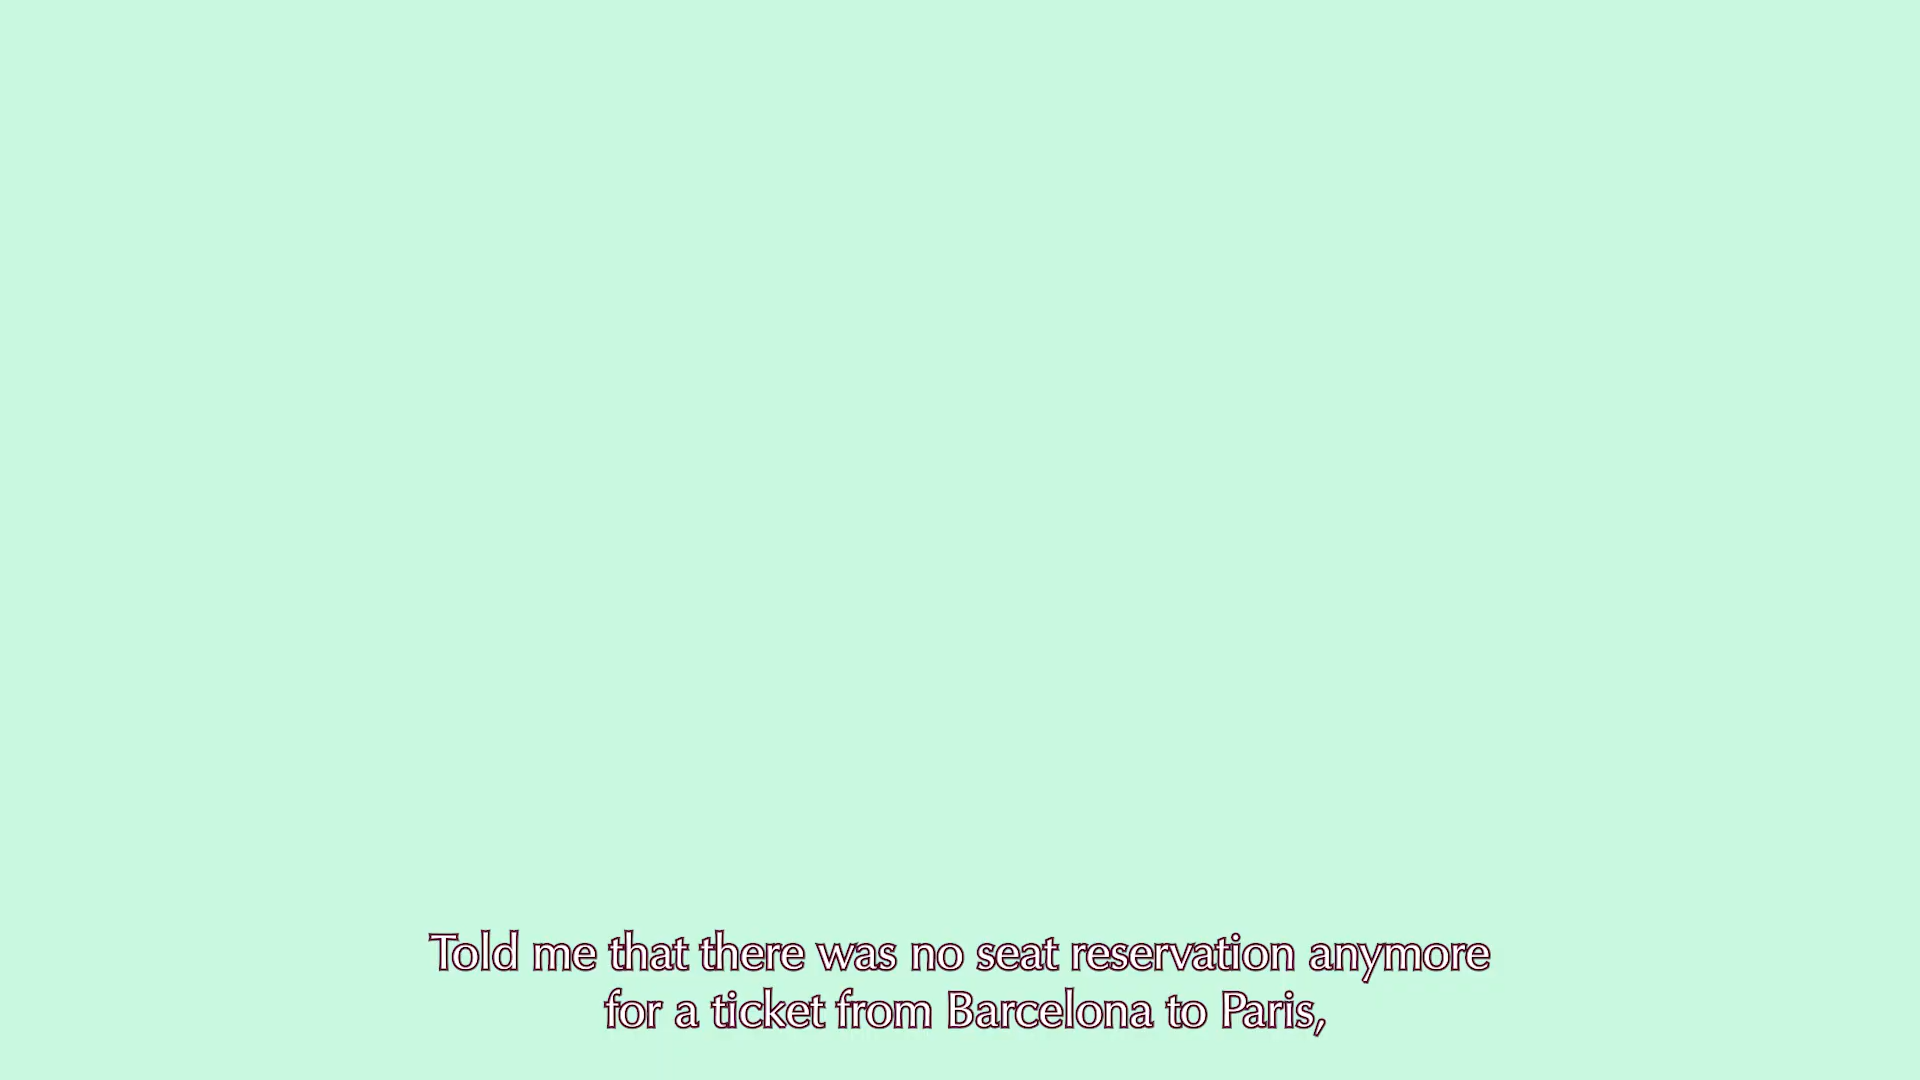 Told me that there was no seat reservation anymore
for a ticket from Barcelona to Paris,